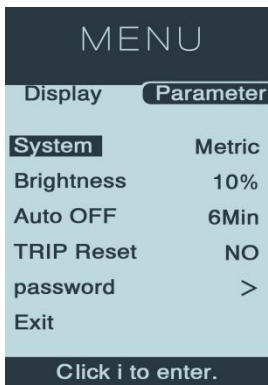 MENU
Display Parameter
System Metric
Brightness 10%
Auto OFF 6Min
TRIP Reset NO
password >
Exit
Click i to enter.